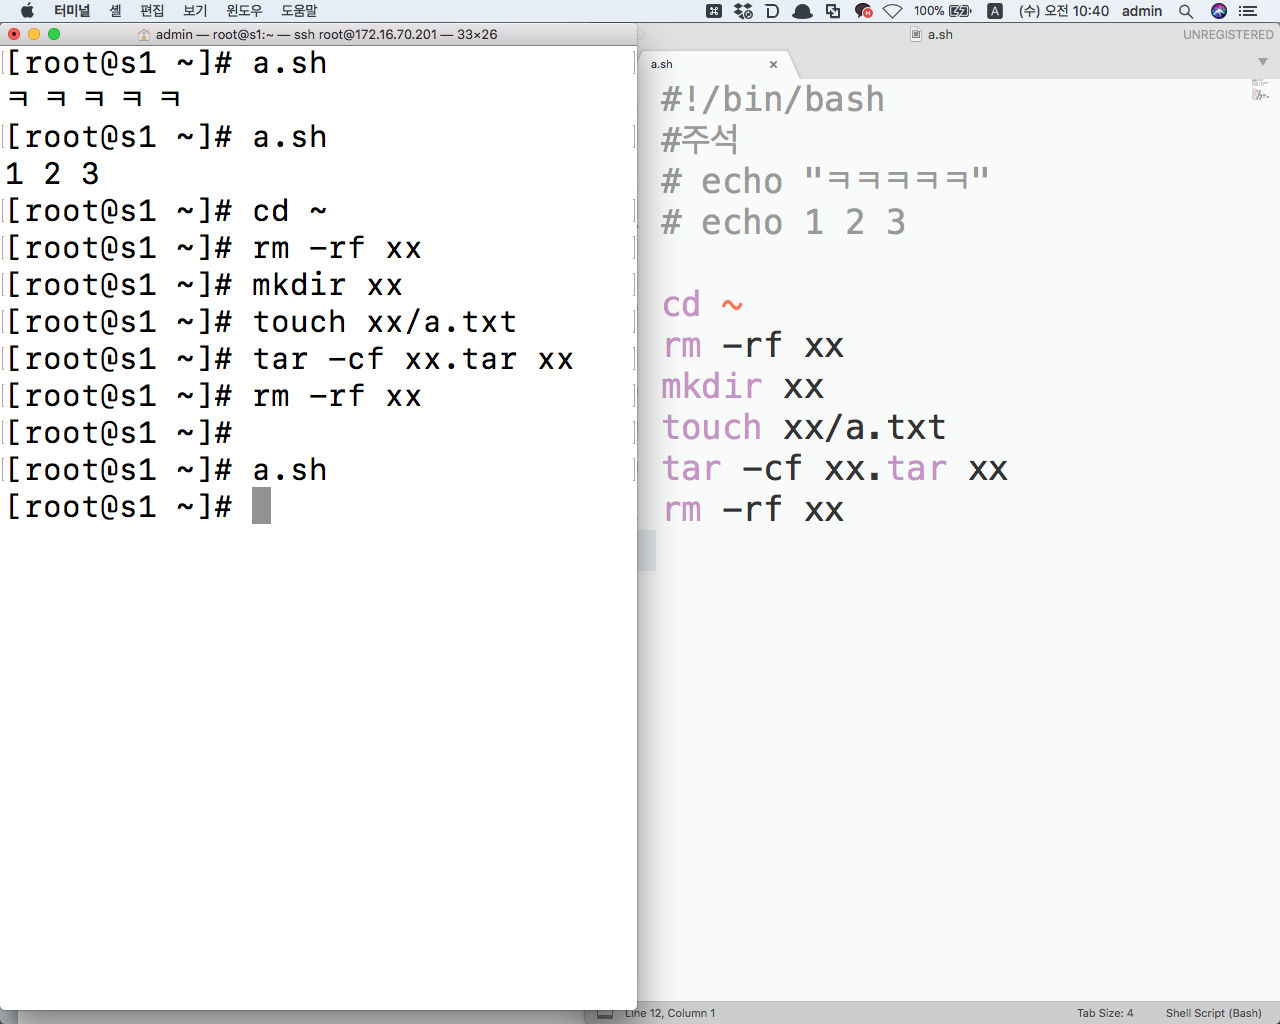 터미널 셸 편집 보기 윈도우 도움말 100% A (수) 오전 10:40 admin
admin — root@s1:~ — ssh root@172.16.70.201 — 33×26
[root@s1 ~]# a.sh
ㅋㅋㅋㅋㅋ
[root@s1 ~]# a.sh
1 2 3
[root@s1 ~]# cd ~
[root@s1 ~]# rm -rf xx
[root@s1 ~]# mkdir xx
[root@s1 ~]# touch xx/a.txt
[root@s1 ~]# tar -cf xx.tar xx
[root@s1 ~]# rm -rf xx
[root@s1 ~]#
[root@s1 ~]# a.sh
[root@s1 ~]#
a.sh UNREGISTERED
a.sh ×
#!/bin/bash
#주석
# echo "ㅋㅋㅋㅋㅋ"
# echo 1 2 3
cd ~
rm -rf xx
mkdir xx
touch xx/a.txt
tar -cf xx.tar xx
rm -rf xx
Line 12, Column 1 Tab Size: 4 Shell Script (Bash)